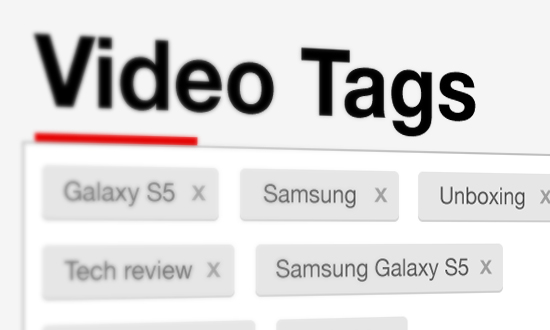 Video Tags
Galaxy S5 x Samsung x Unboxing x
Tech review x Samsung Galaxy S5 x